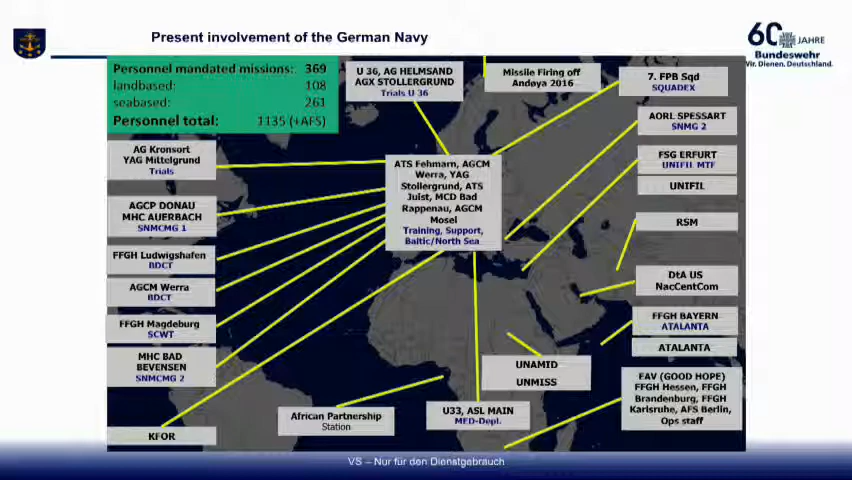 Present involvement of the German Navy
60 JAHRE
Bundeswehr
Wir. Dienen. Deutschland.
Personnel mandated missions: 369
landbased: 108
seabased: 261
Personnel total: 1135 (+AFS)
U 36, AG HELMSAND
AGX STOLLERGRUND
Trials U 36
Missile Firing off
Andøya 2016
7. FPB Sqd
SQUADEX
AORL SPESSART
SNMG 2
FSG ERFURT
UNIFIL MTF
UNIFIL
RSM
DtA US
NacCentCom
FFGH BAYERN
ATALANTA
ATALANTA
FAV (GOOD HOPE)
FFGH Hessen, FFGH
Brandenburg, FFGH
Karlsruhe, AFS Berlin,
Ops staff
AG Kronsort
YAG Mittelgrund
Trials
AGCP DONAU
MHC AUERBACH
SNMCMG 1
FFGH Ludwigshafen
BDCT
AGCM Werra
BDCT
FFGH Magdeburg
SCWT
MHC BAD
BEVENSEN
SNMCMG 2
KFOR
ATS Fehmarn, AGCM
Werra, YAG
Stollergrund, ATS
Juist, MCD Bad
Rappenau, AGCM
Mosel
Training, Support,
Baltic/North Sea
UNAMID
UNMISS
African Partnership
Station
U33, ASL MAIN
MED-Depl.
VS – Nur für den Dienstgebrauch